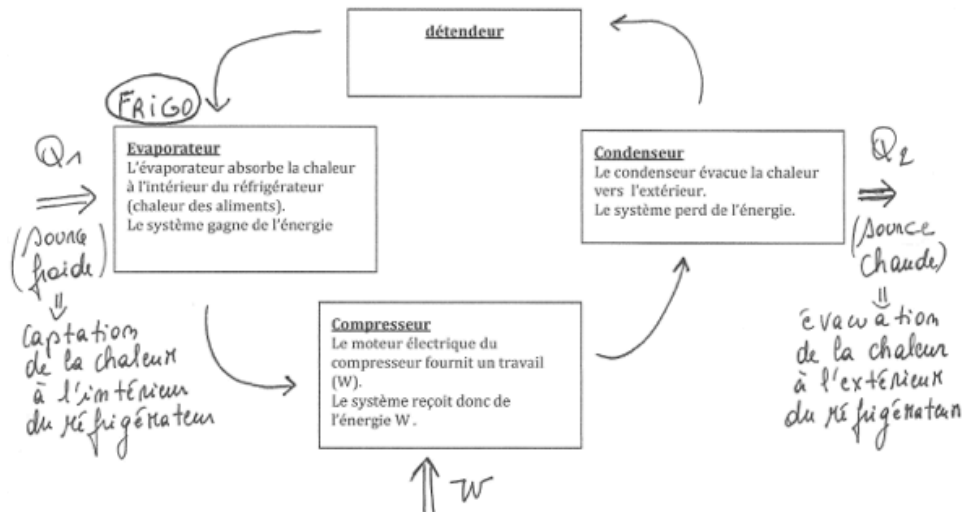 détendeur
FRIGO
Q1
(source
froide)
captation
de la chaleur
à l'intérieur
du réfrigérateur
Evaporateur
L'évaporateur absorbe la chaleur
à l'intérieur du réfrigérateur
(chaleur des aliments).
Le système gagne de l'énergie
Condenseur
Le condenseur évacue la chaleur
vers l'extérieur.
Le système perd de l'énergie.
Q2
(source
chaude)
évacuation
de la chaleur
à l'extérieur
du réfrigérateur
Compresseur
Le moteur électrique du
compresseur fournit un travail
(W).
Le système reçoit donc de
l'énergie W .
W